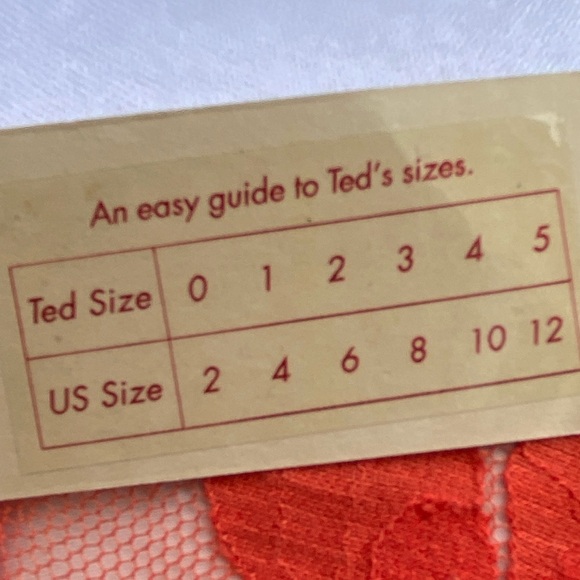 An easy guide to Ted's sizes.
Ted Size 0 1 2 3 4 5
US Size 2 4 6 8 10 12